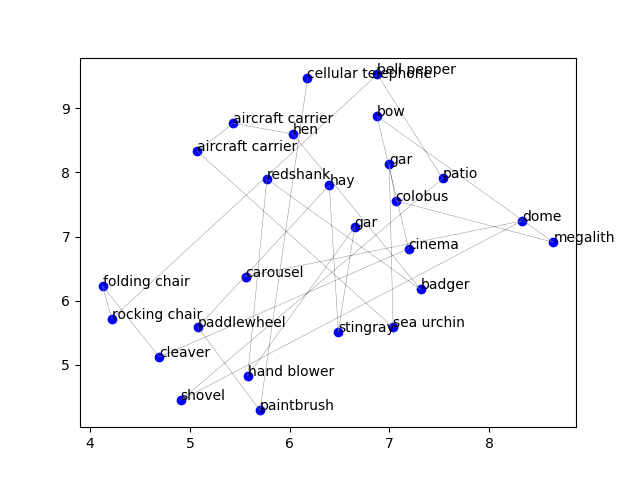 cellular telephone
bell pepper
bow
aircraft carrier
hen
aircraft carrier
gar
redshank
hay
patio
colobus
gar
dome
megalith
cinema
carousel
folding chair
badger
rocking chair
paddlewheel
stingray
sea urchin
cleaver
hand blower
shovel
paintbrush
9
8
7
6
5
4
5
6
7
8